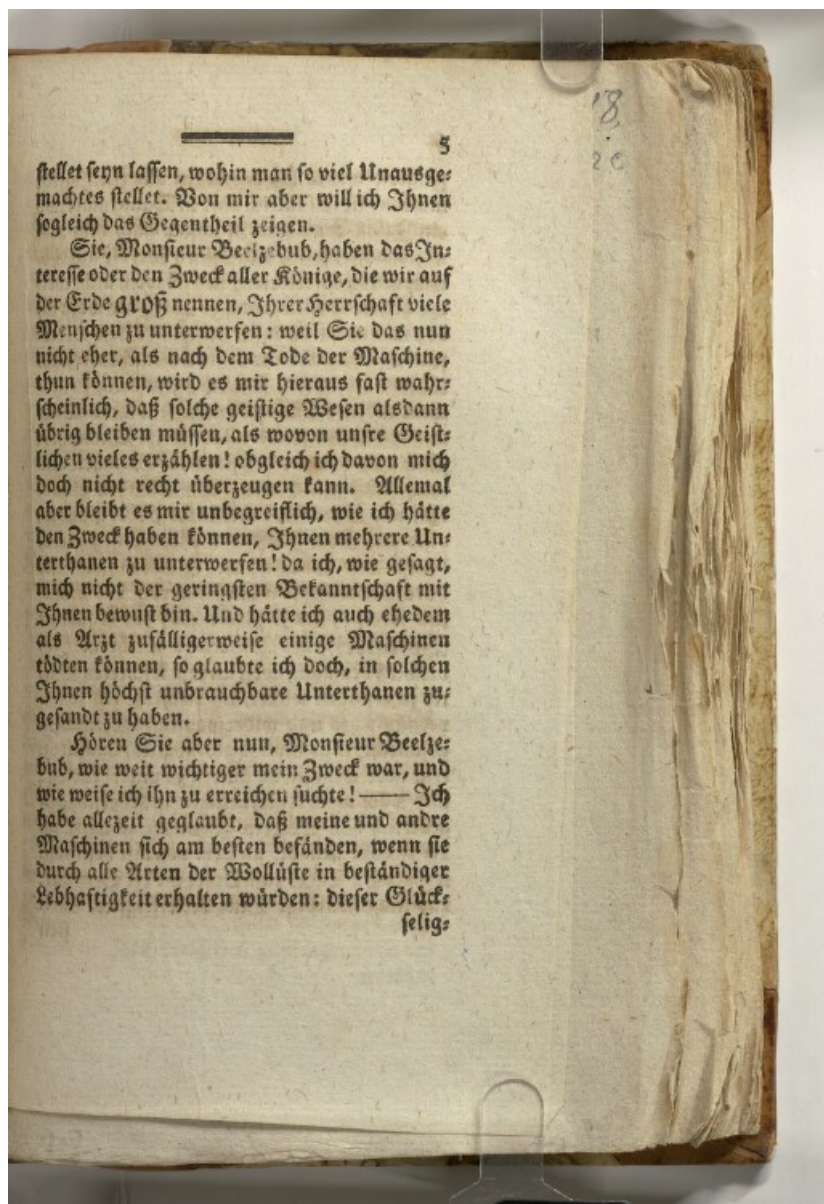 5
stellet seyn lassen, wohin man so viel Unausge-
machtes stellet. Von mir aber will ich Ihnen
sogleich das Gegentheil zeigen.
Sie, Monsieur Beelzebub, haben das In-
teresse oder den Zweck aller Könige, die wir auf
der Erde groß nennen, Ihrer Herrschaft viele
Menschen zu unterwerfen: weil Sie das nun
nicht eher, als nach dem Tode der Maschine,
thun können, wird es mir hieraus fast wahr-
scheinlich, daß solche geistige Wesen alsdann
übrig bleiben müssen, als wovon unsre Geist-
lichen vieles erzählen! obgleich ich davon mich
doch nicht recht überzeugen kann. Allemal
aber bleibt es mir unbegreiflich, wie ich hätte
den Zweck haben können, Ihnen mehrere Un-
terthanen zu unterwerfen! da ich, wie gesagt,
mich nicht der geringsten Bekanntschaft mit
Ihnen bewust bin. Und hätte ich auch ehedem
als Arzt zufälligerweise einige Maschinen
tödten können, so glaubte ich doch, in solchen
Ihnen höchst unbrauchbare Unterthanen zu-
gesandt zu haben.
Hören Sie aber nun, Monsieur Beelze-
bub, wie weit wichtiger mein Zweck war, und
wie weise ich ihn zu erreichen suchte! —— Ich
habe allezeit geglaubt, daß meine und andre
Maschinen sich am besten befänden, wenn sie
durch alle Arten der Wollüste in beständiger
Lebhaftigkeit erhalten würden: dieser Glück-
selig-